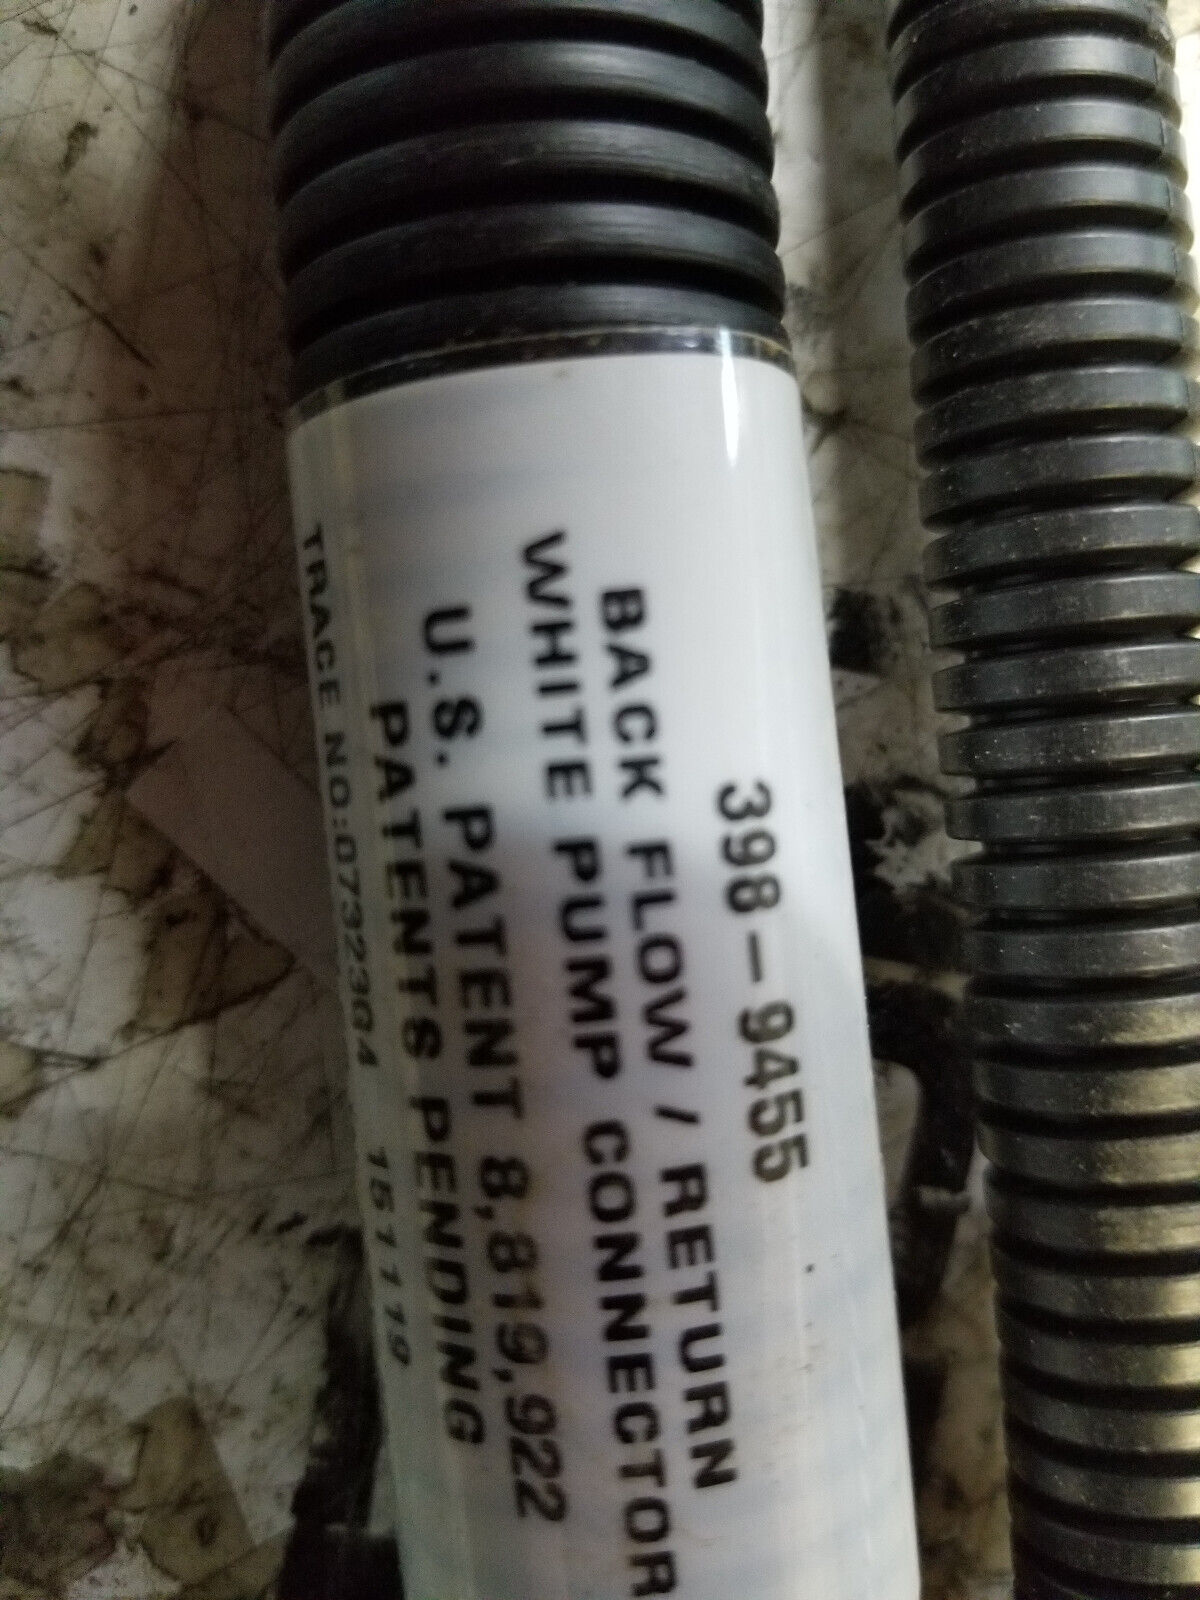 398-9455
BACK FLOW / RETURN
WHITE PUMP CONNECTOR
U.S. PATENT 8,819,922
PATENTS PENDING
TRACE NO:0732304 151119